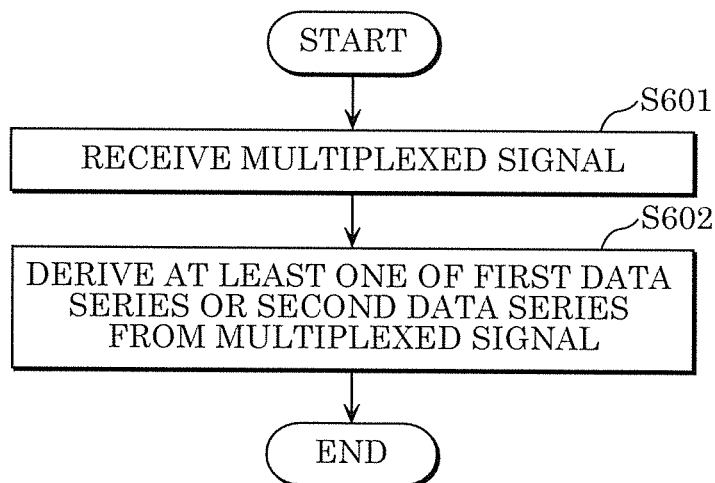 START
S601
RECEIVE MULTIPLEXED SIGNAL
S602
DERIVE AT LEAST ONE OF FIRST DATA
SERIES OR SECOND DATA SERIES
FROM MULTIPLEXED SIGNAL
END